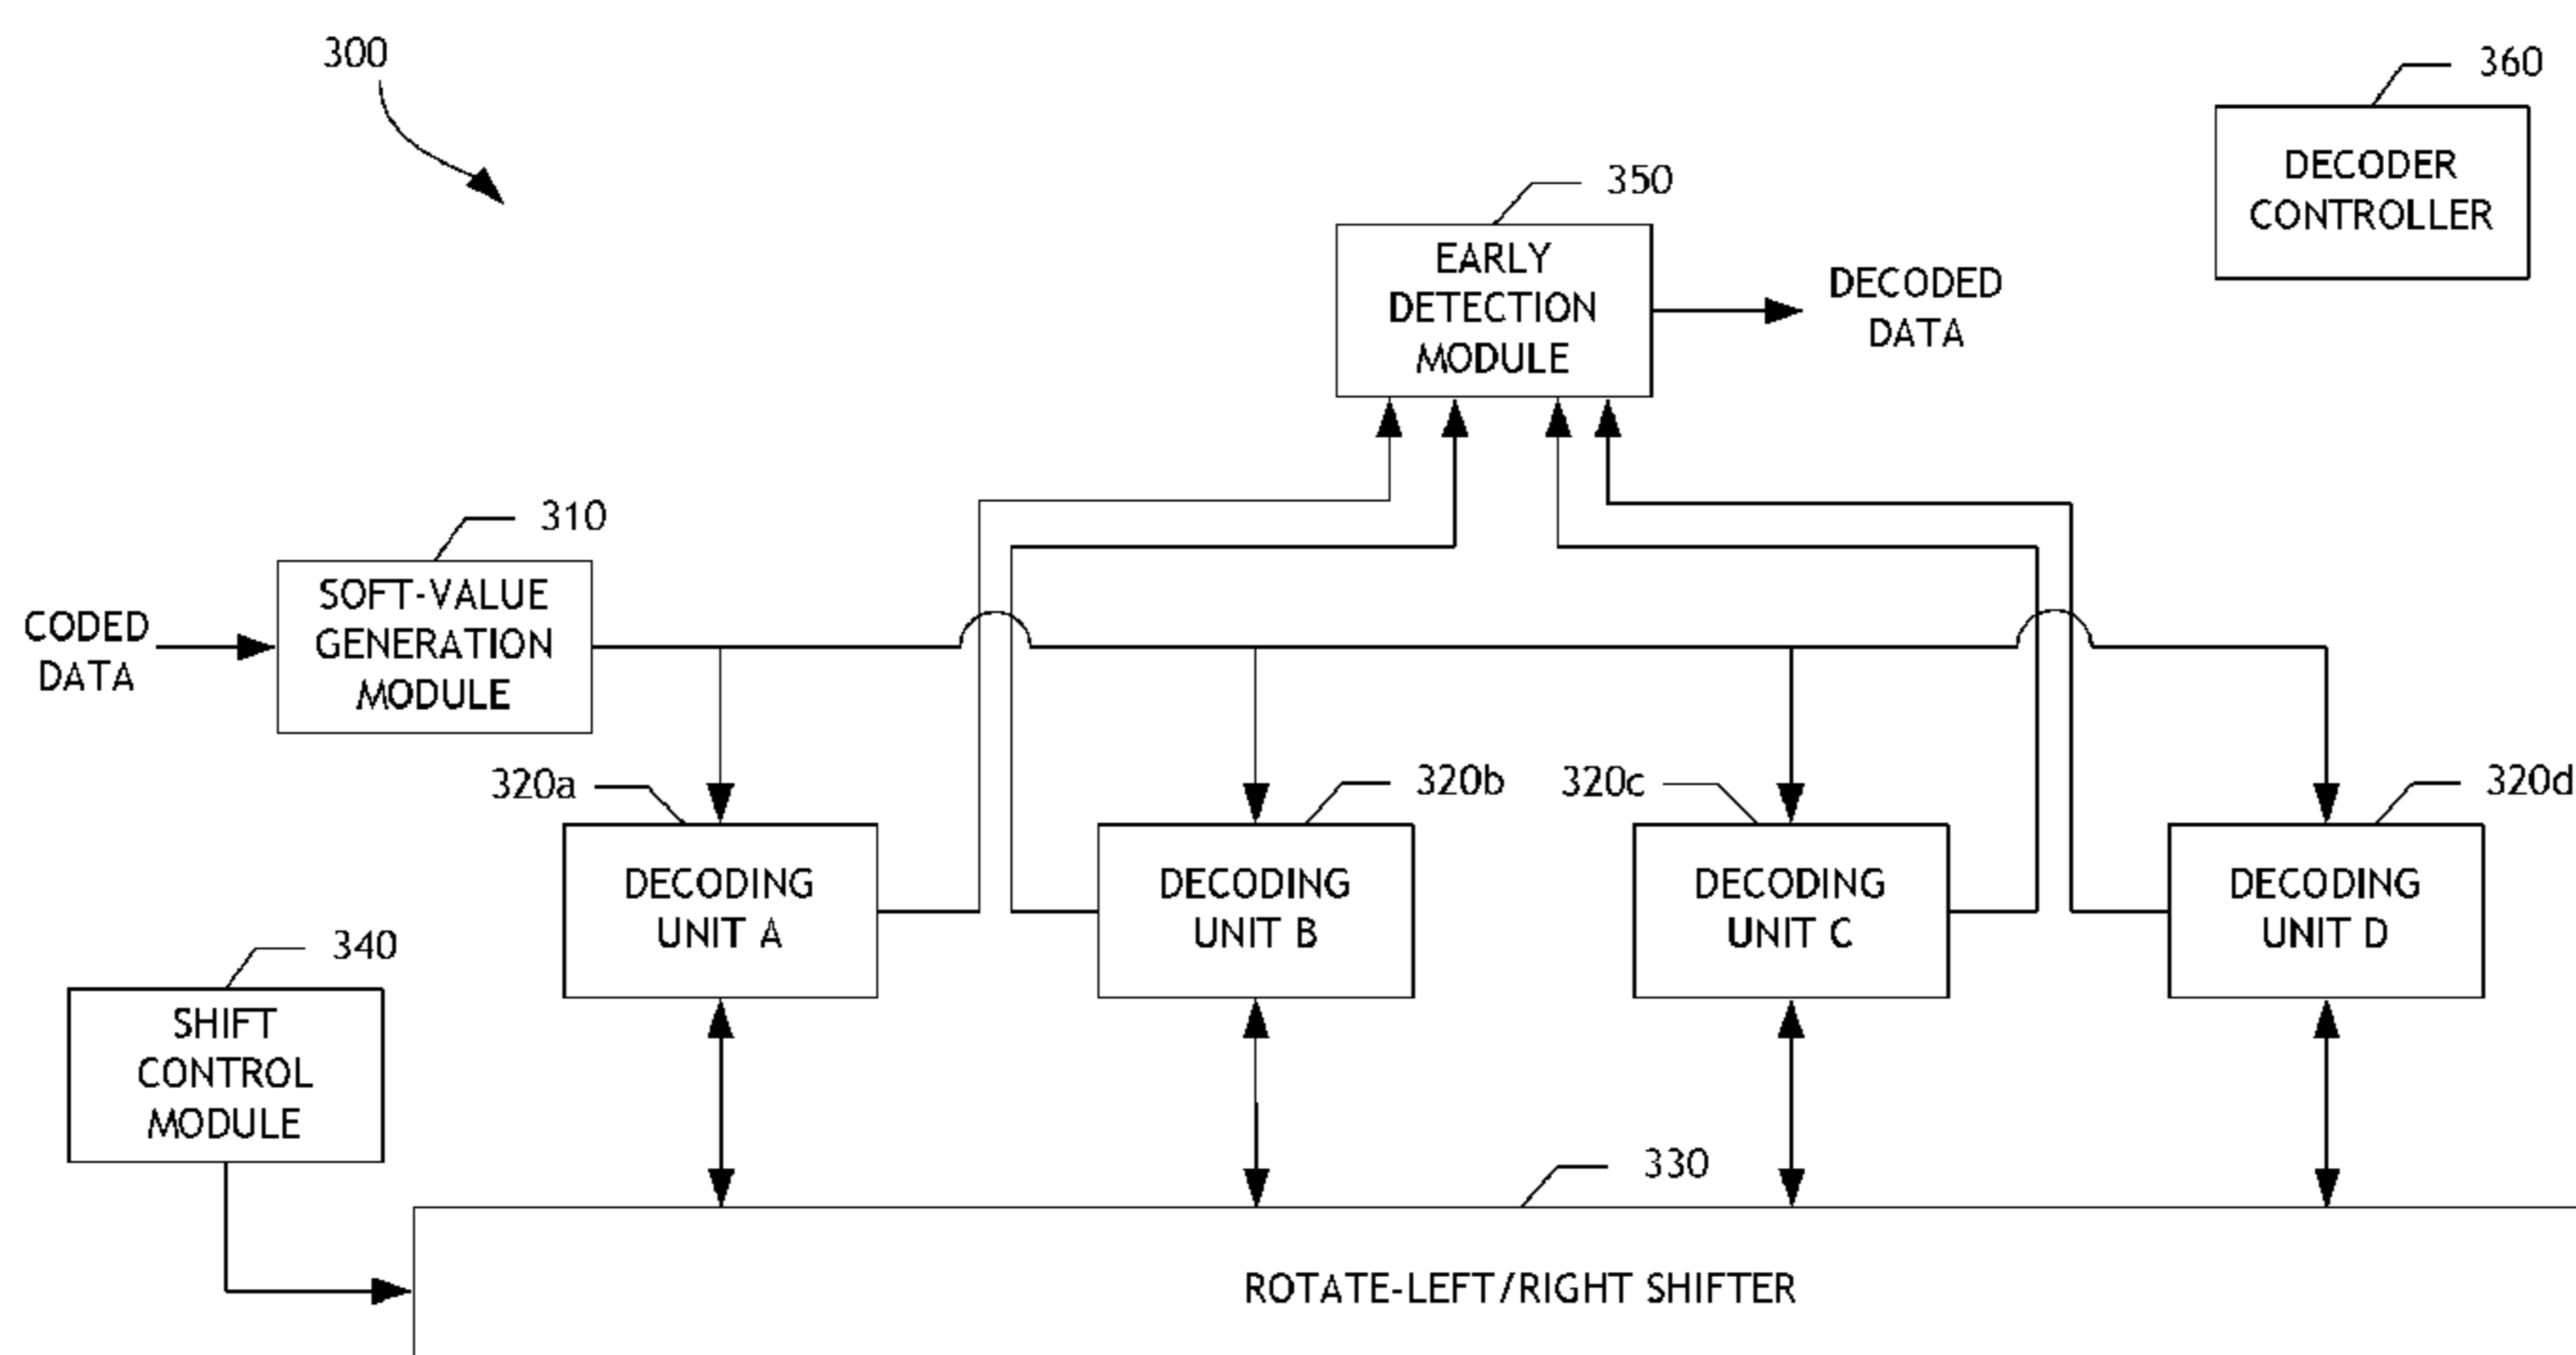 300
360
DECODER
CONTROLLER
350
EARLY
DETECTION
MODULE
DECODED
DATA
310
CODED
DATA
SOFT-VALUE
GENERATION
MODULE
320a
320b
320c
320d
DECODING
UNIT A
DECODING
UNIT B
DECODING
UNIT C
DECODING
UNIT D
340
SHIFT
CONTROL
MODULE
330
ROTATE-LEFT/RIGHT SHIFTER